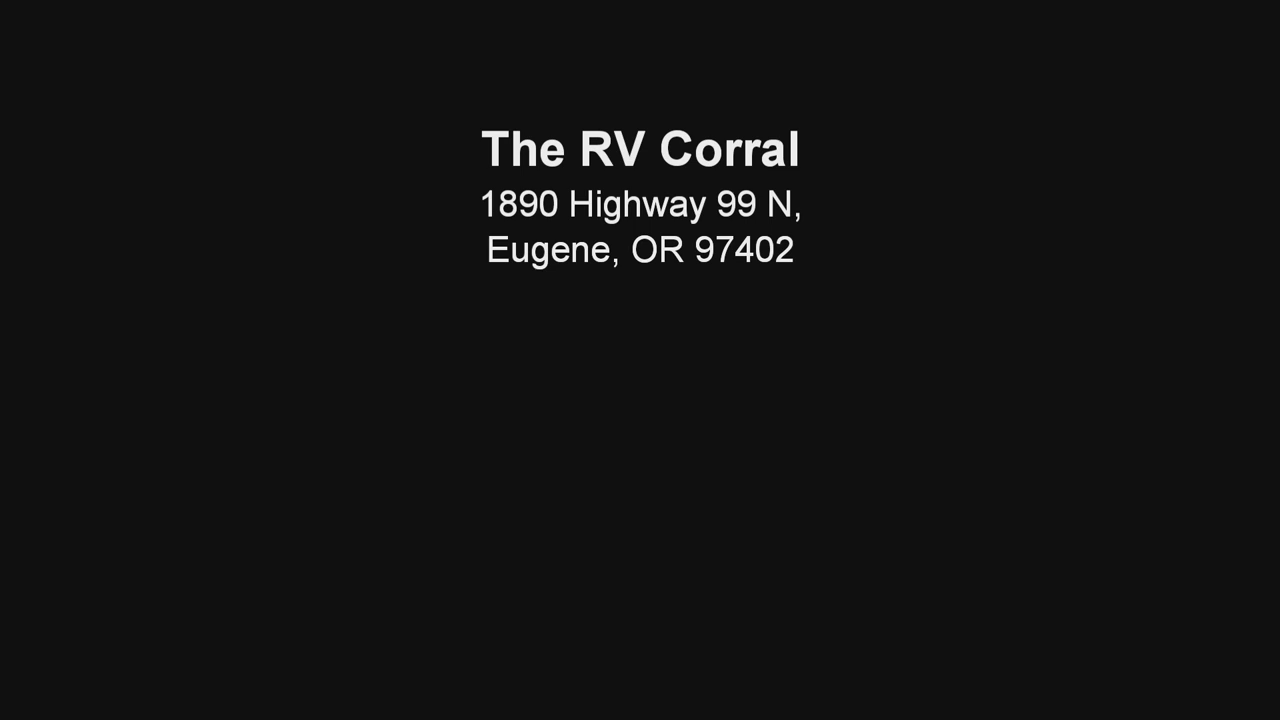 The RV Corral
1890 Highway 99 N,
Eugene, OR 97402